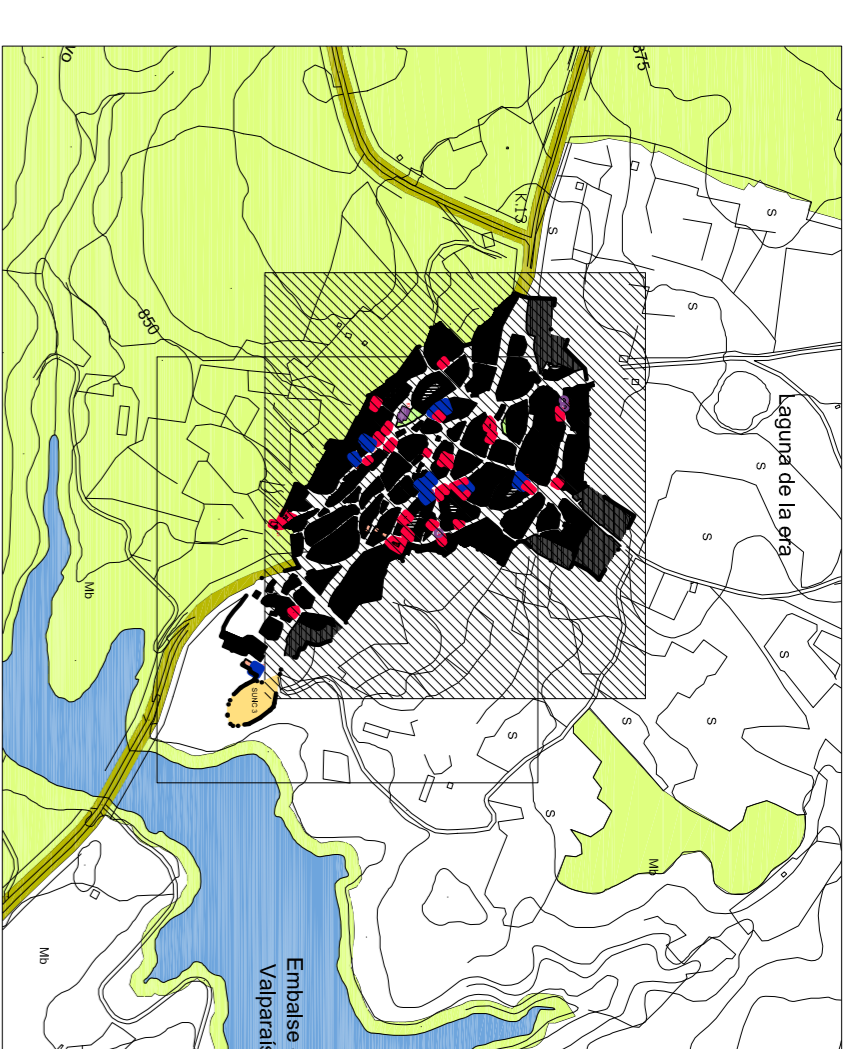 875
K.13
S
S
S
Laguna de la era
850
S
S
Mb
S
SUNC 3
S
S
S
S
Mb
Mb
Embalse
Valparaís